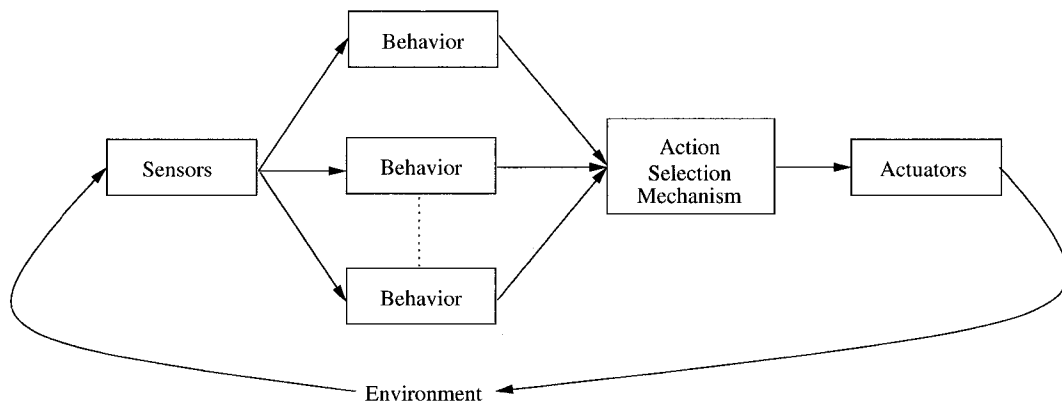 Behavior
Sensors
Behavior
Action
Selection
Mechanism
Actuators
Behavior
Environment